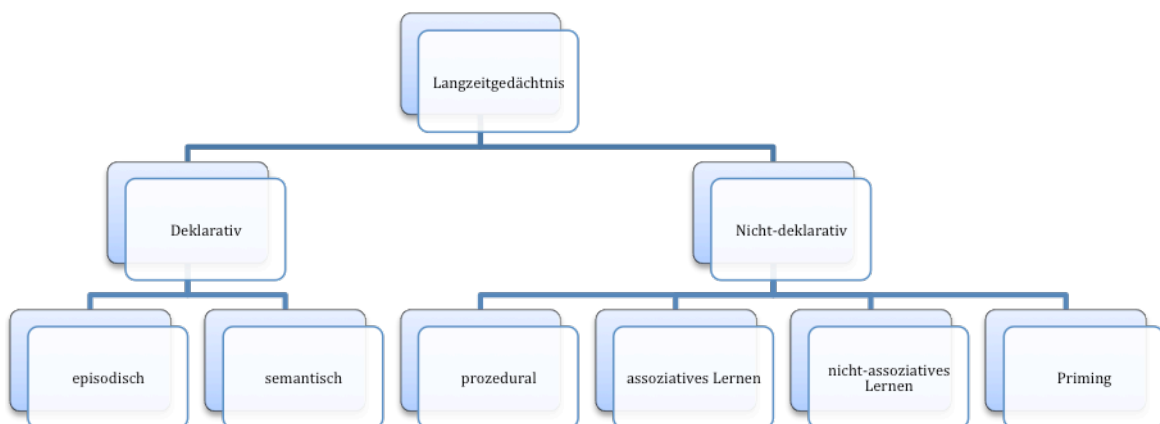 Langzeitgedächtnis
Deklarativ
Nicht-deklarativ
episodisch
semantisch
prozedural
assoziatives Lernen
nicht-assoziatives
Lernen
Priming